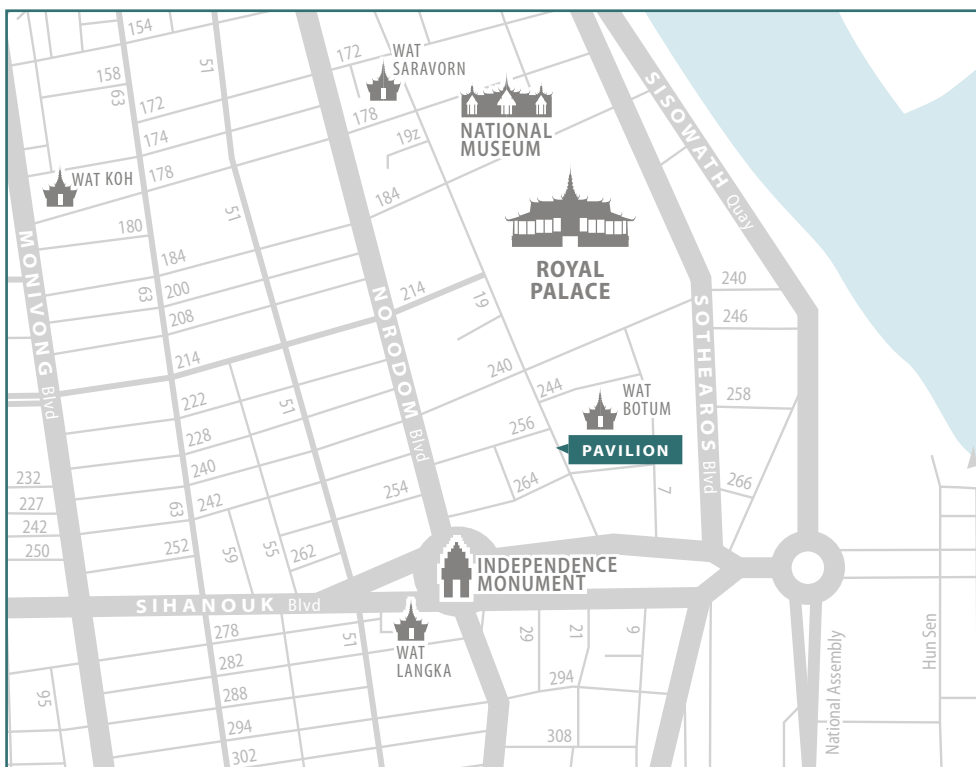 154
51
172
WAT
SARAVORN
158
63
172
178
NATIONAL
MUSEUM
SISOWATH Quay
174
19z
WAT KOH
178
184
51
180
ROYAL
PALACE
MONIVONG Blvd
184
63
200
208
NORODOM Blvd
214
19
SOTHEAROS Blvd
240
246
214
240
244
WAT
BOTUM
258
222
51
256
PAVILION
228
240
232
254
264
7
266
227
63
242
242
250
252
59
55
262
INDEPENDENCE
MONUMENT
SIHANOUK Blvd
278
51
WAT
LANGKA
29
21
9
National Assembly
Hun Sen
282
294
95
288
294
308
302